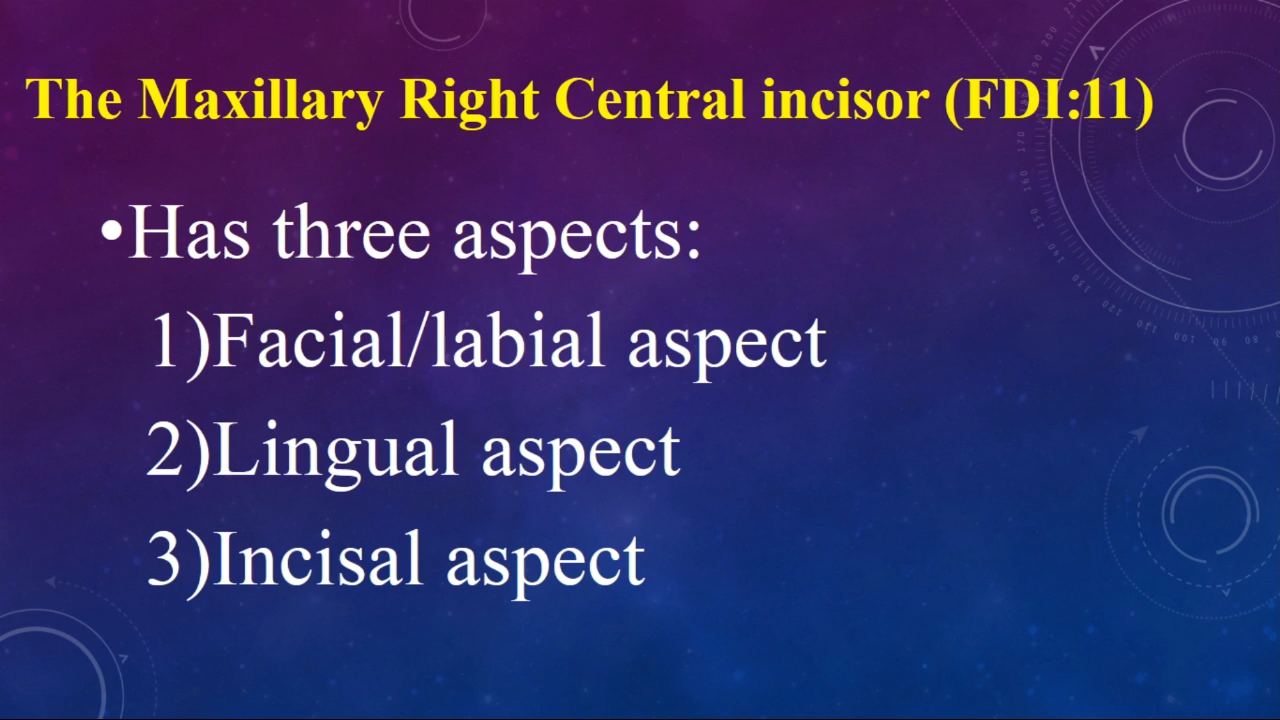 The Maxillary Right Central incisor (FDI:11)
•Has three aspects:
1)Facial/labial aspect
2)Lingual aspect
3)Incisal aspect